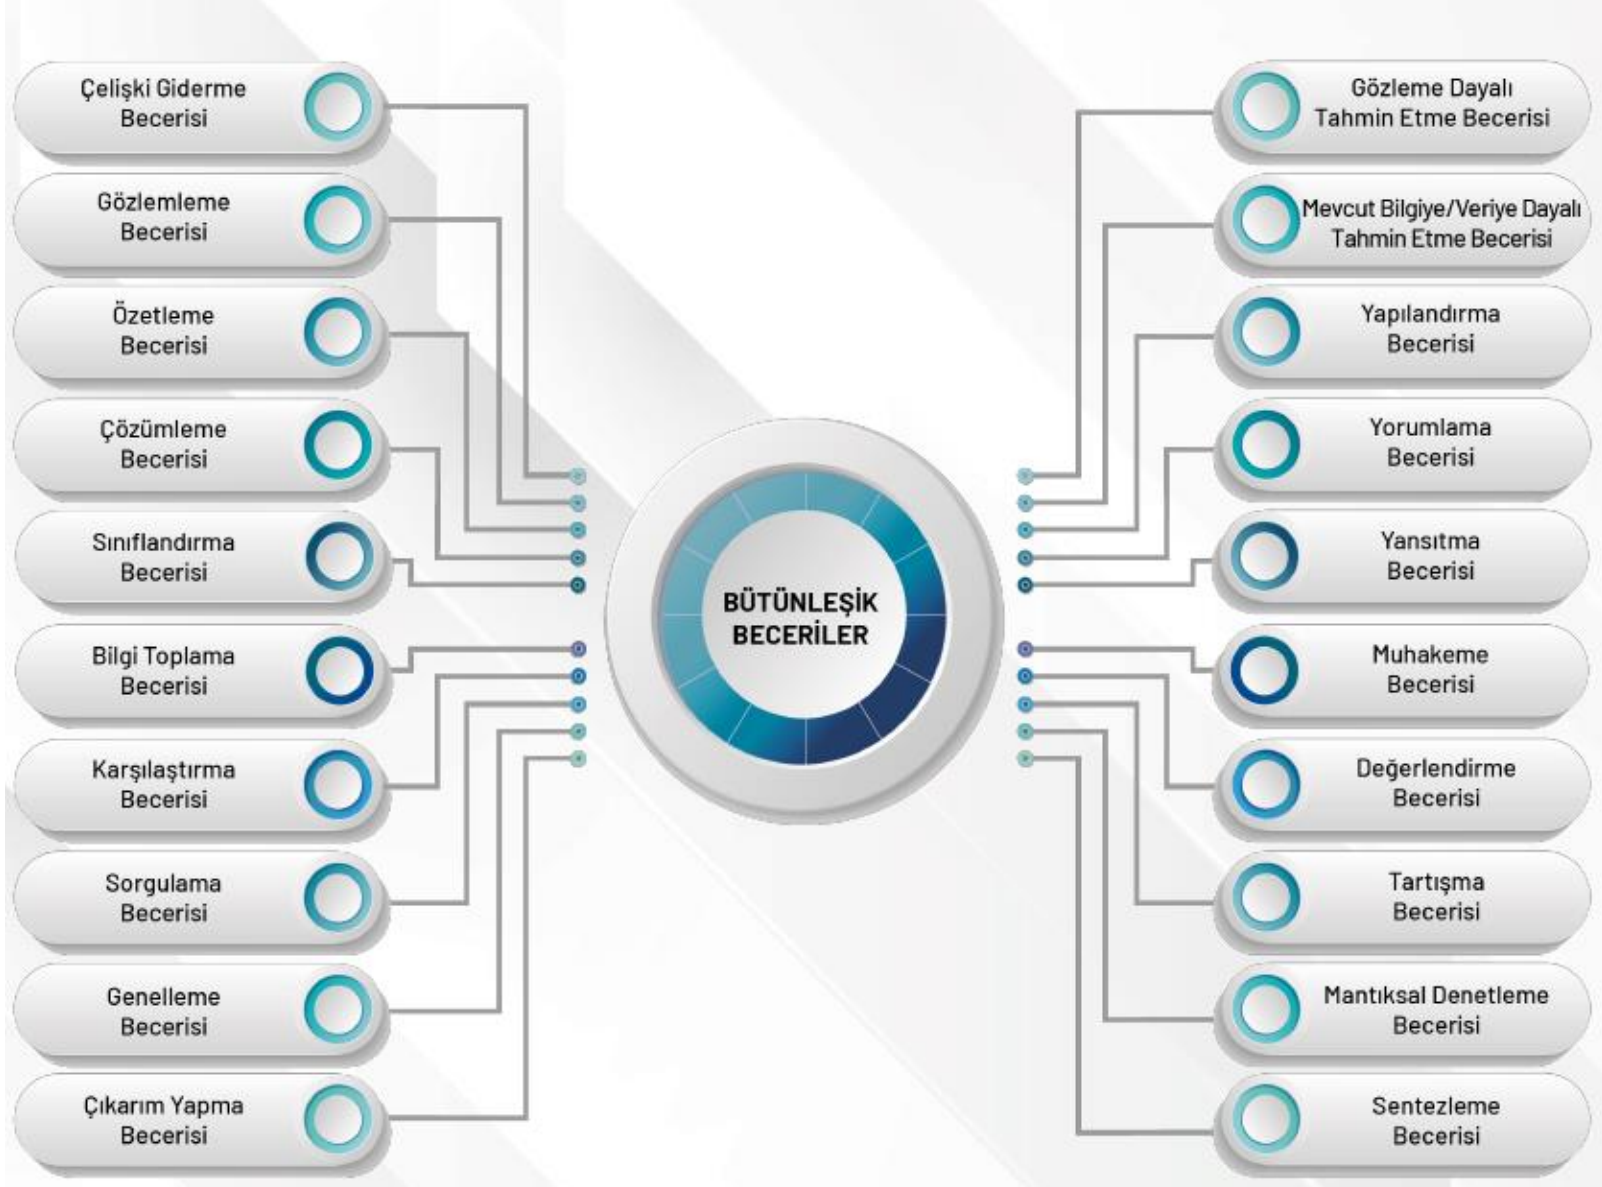 Çelişki Giderme
Becerisi
Gözlemleme
Becerisi
Özetleme
Becerisi
Çözümleme
Becerisi
Sınıflandırma
Becerisi
Bilgi Toplama
Becerisi
Karşılaştırma
Becerisi
Sorgulama
Becerisi
Genelleme
Becerisi
Çıkarım Yapma
Becerisi
BÜTÜNLEŞİK
BECERİLER
Gözleme Dayalı
Tahmin Etme Becerisi
Mevcut Bilgiye/Veriye Dayalı
Tahmin Etme Becerisi
Yapılandırma
Becerisi
Yorumlama
Becerisi
Yansıtma
Becerisi
Muhakeme
Becerisi
Değerlendirme
Becerisi
Tartışma
Becerisi
Mantıksal Denetleme
Becerisi
Sentezleme
Becerisi